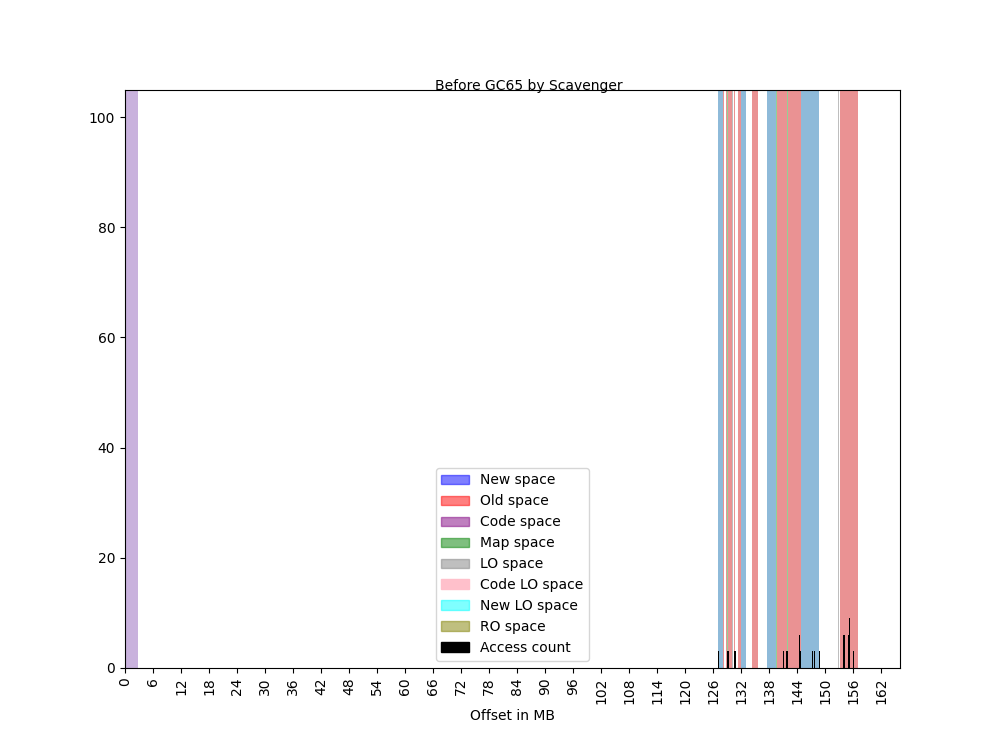 Before GC65 by Scavenger
100
80
60
40
20
0
New space
Old space
Code space
Map space
LO space
Code LO space
New LO space
RO space
Access count
0 6 12 18 24 30 36 42 48 54 60 66 72 78 84 90 96 102 108 114 120 126 132 138 144 150 156 162
Offset in MB